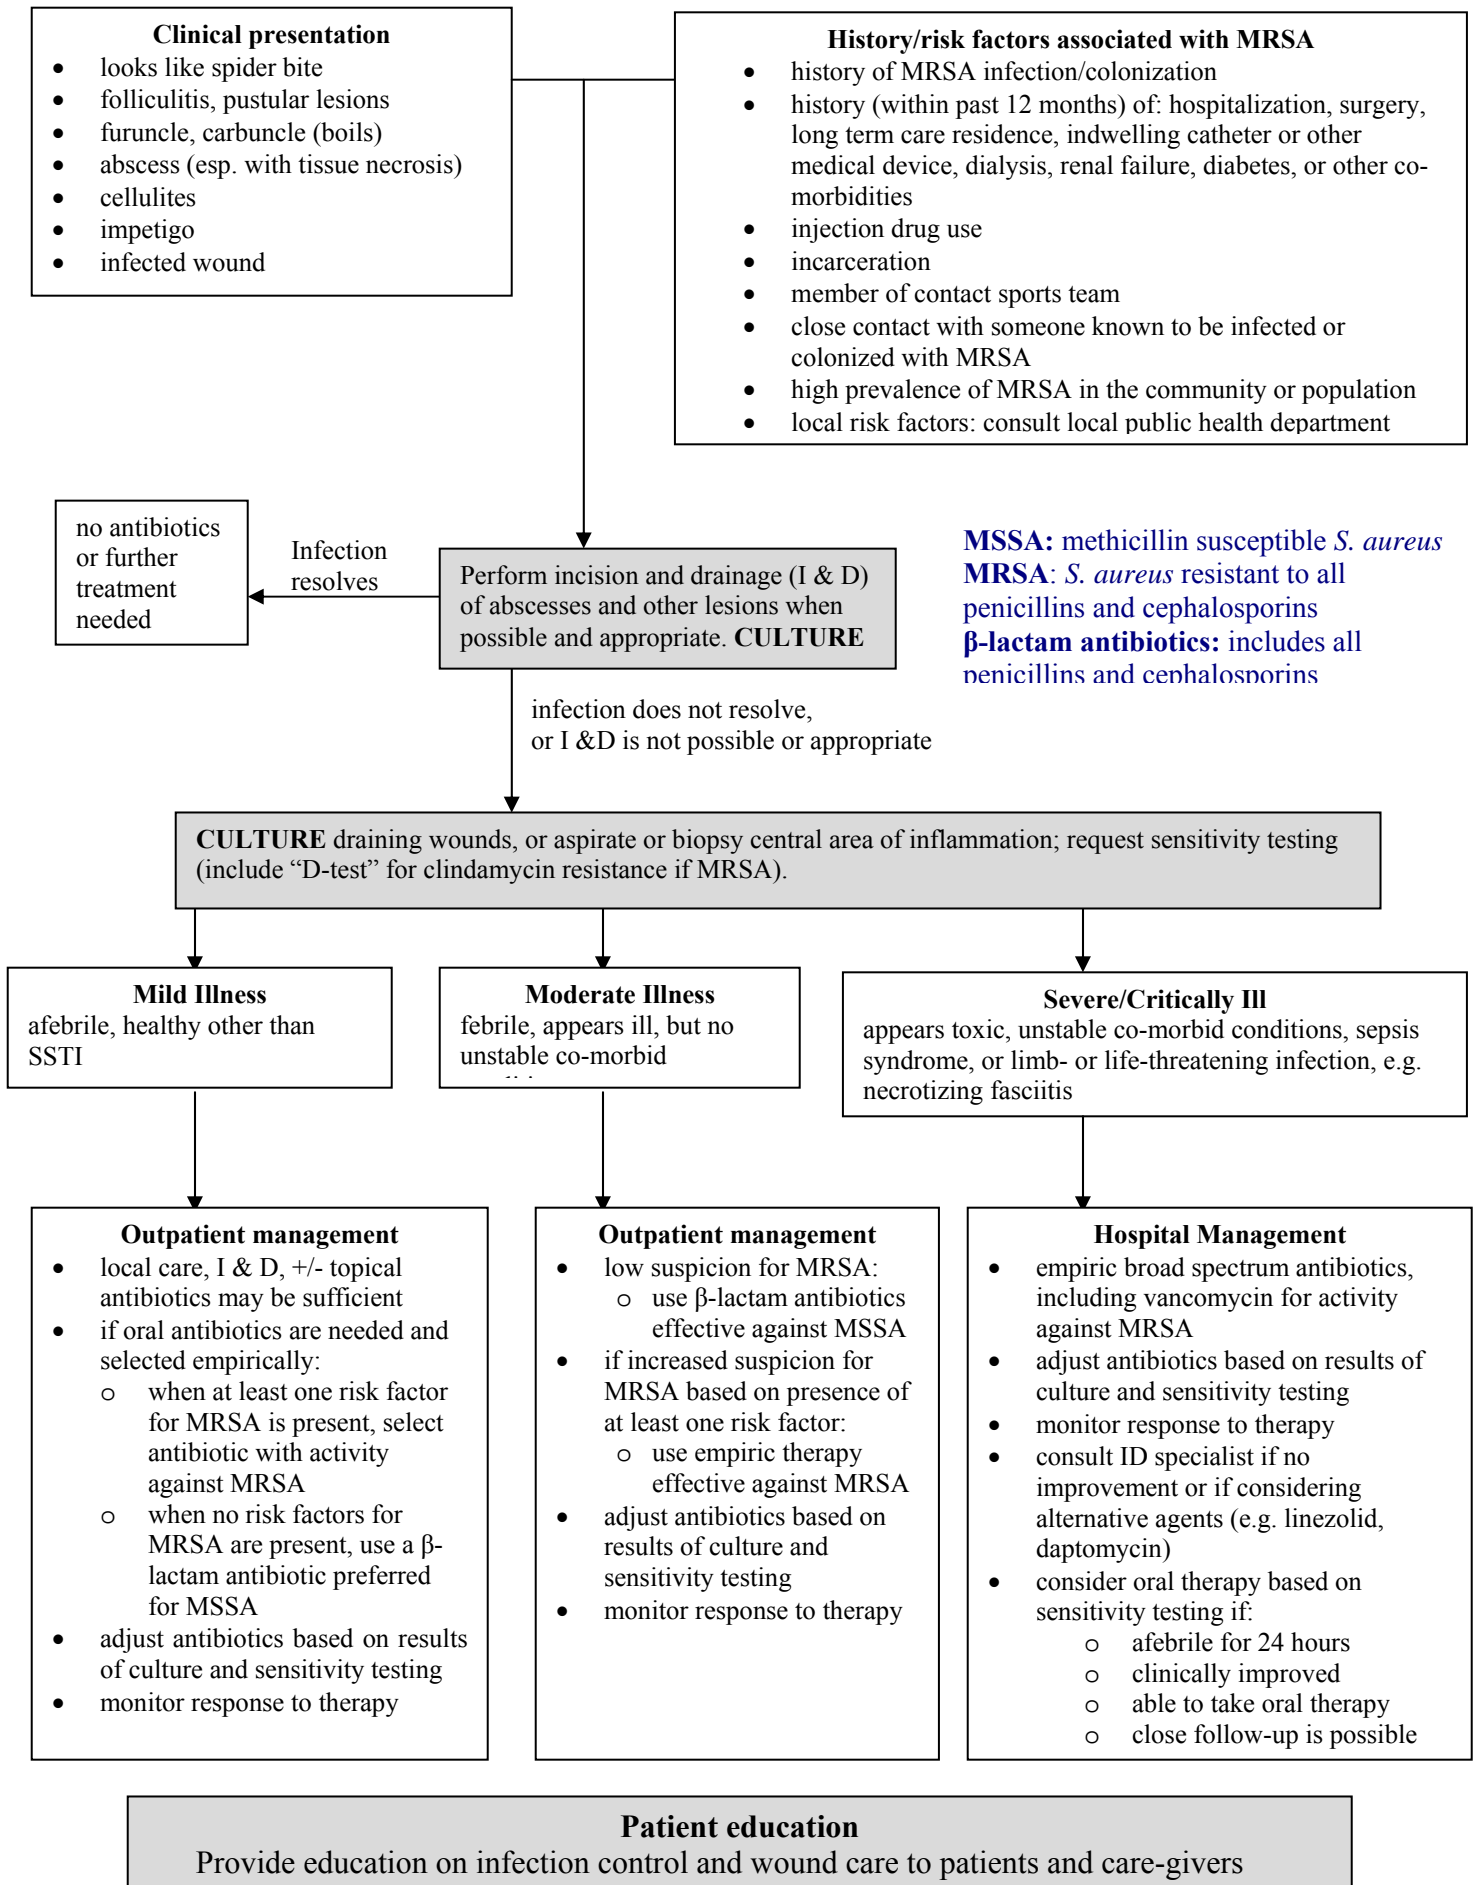 Clinical presentation
• looks like spider bite
• folliculitis, pustular lesions
• furuncle, carbuncle (boils)
• abscess (esp. with tissue necrosis)
• cellulites
• impetigo
• infected wound
History/risk factors associated with MRSA
• history of MRSA infection/colonization
• history (within past 12 months) of: hospitalization, surgery,
long term care residence, indwelling catheter or other
medical device, dialysis, renal failure, diabetes, or other co-
morbidities
• injection drug use
• incarceration
• member of contact sports team
• close contact with someone known to be infected or
colonized with MRSA
• high prevalence of MRSA in the community or population
• local risk factors: consult local public health department
no antibiotics
or further
treatment
needed
Infection
resolves
Perform incision and drainage (I & D)
of abscesses and other lesions when
possible and appropriate. CULTURE
MSSA: methicillin susceptible S. aureus
MRSA: S. aureus resistant to all
penicillins and cephalosporins
β-lactam antibiotics: includes all
penicillins and cephalosporins
infection does not resolve,
or I &D is not possible or appropriate
CULTURE draining wounds, or aspirate or biopsy central area of inflammation; request sensitivity testing
(include “D-test” for clindamycin resistance if MRSA).
Mild Illness
afebrile, healthy other than
SSTI
Moderate Illness
febrile, appears ill, but no
unstable co-morbid
Severe/Critically Ill
appears toxic, unstable co-morbid conditions, sepsis
syndrome, or limb- or life-threatening infection, e.g.
necrotizing fasciitis
Outpatient management
• local care, I & D, +/- topical
antibiotics may be sufficient
• if oral antibiotics are needed and
selected empirically:
o when at least one risk factor
for MRSA is present, select
antibiotic with activity
against MRSA
o when no risk factors for
MRSA are present, use a β-
lactam antibiotic preferred
for MSSA
• adjust antibiotics based on results
of culture and sensitivity testing
• monitor response to therapy
Outpatient management
• low suspicion for MRSA:
o use β-lactam antibiotics
effective against MSSA
• if increased suspicion for
MRSA based on presence of
at least one risk factor:
o use empiric therapy
effective against MRSA
• adjust antibiotics based on
results of culture and
sensitivity testing
• monitor response to therapy
Hospital Management
• empiric broad spectrum antibiotics,
including vancomycin for activity
against MRSA
• adjust antibiotics based on results of
culture and sensitivity testing
• monitor response to therapy
• consult ID specialist if no
improvement or if considering
alternative agents (e.g. linezolid,
daptomycin)
• consider oral therapy based on
sensitivity testing if:
o afebrile for 24 hours
o clinically improved
o able to take oral therapy
o close follow-up is possible
Patient education
Provide education on infection control and wound care to patients and care-givers